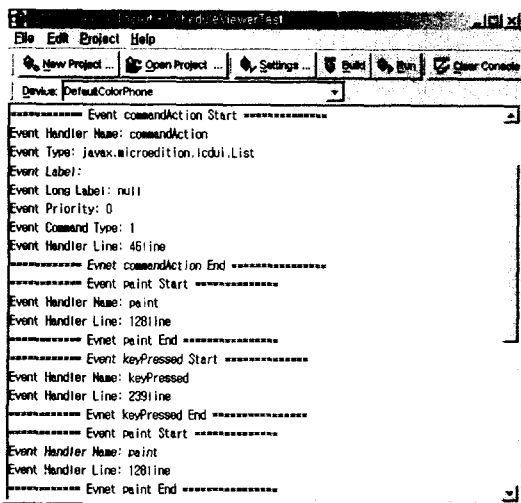 Layout - ScheduleViewerTest
File Edit Project Help
New Project ... Open Project ... Settings ... Build Run Clear Console
Device: DefaultColorPhone
============ Event commandAction Start ==============
Event Handler Name: commandAction
Event Type: javax.microedition.lcdui.List
Event Label:
Event Long Label: null
Event Priority: 0
Event Command Type: 1
Event Handler Line: 46line
============ Evnet commandAction End ================
============ Event paint Start ==============
Event Handler Name: paint
Event Handler Line: 128line
============ Evnet paint End ================
============ Event keyPressed Start ==============
Event Handler Name: keyPressed
Event Handler Line: 239line
============ Evnet keyPressed End ================
============ Event paint Start ==============
Event Handler Name: paint
Event Handler Line: 128line
============ Evnet paint End ================